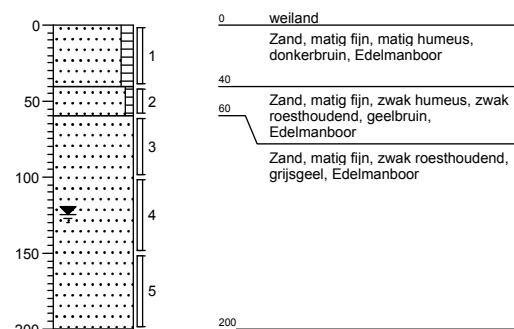 0
50
100
150
200
1
2
3
4
5
0 weiland
Zand, matig fijn, matig humeus,
donkerbruin, Edelmanboor
40
Zand, matig fijn, zwak humeus, zwak
roesthoudend, geelbruin,
Edelmanboor
60
Zand, matig fijn, zwak roesthoudend,
grijsgeel, Edelmanboor
200